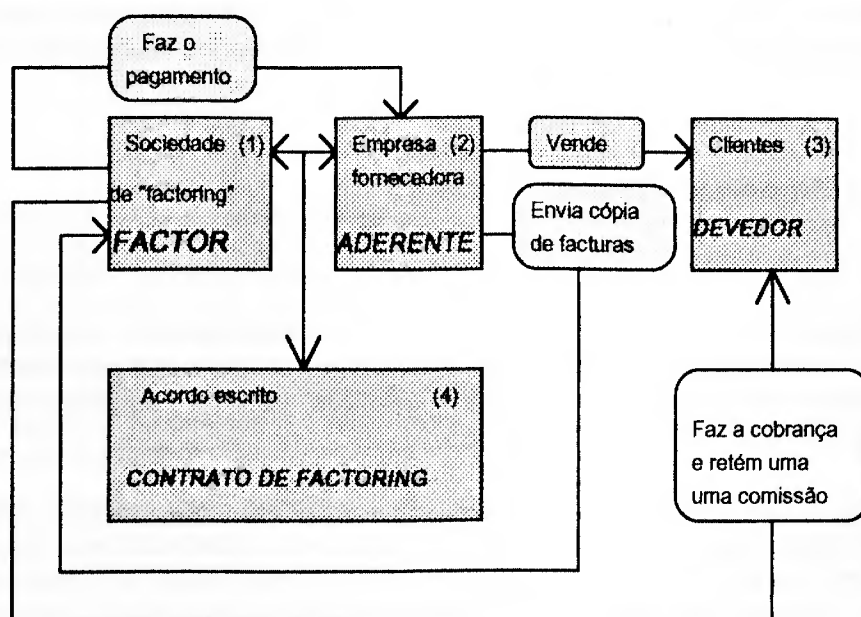 Faz o
pagamento
Sociedade (1)
de "factoring"
FACTOR
Empresa (2)
fornecedora
ADERENTE
Vende
Envia cópia
de facturas
Clientes (3)
DEVEDOR
Acordo escrito (4)
CONTRATO DE FACTORING
Faz a cobrança
e retém uma
uma comissão